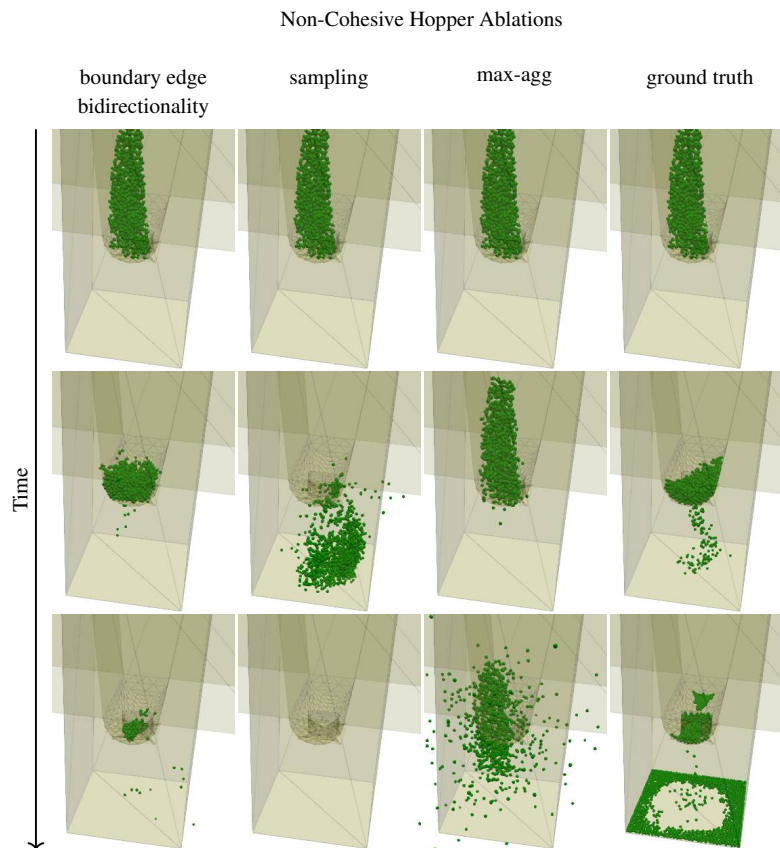 Non-Cohesive Hopper Ablations
boundary edge
bidirectionality
sampling
max-agg
ground truth
Time